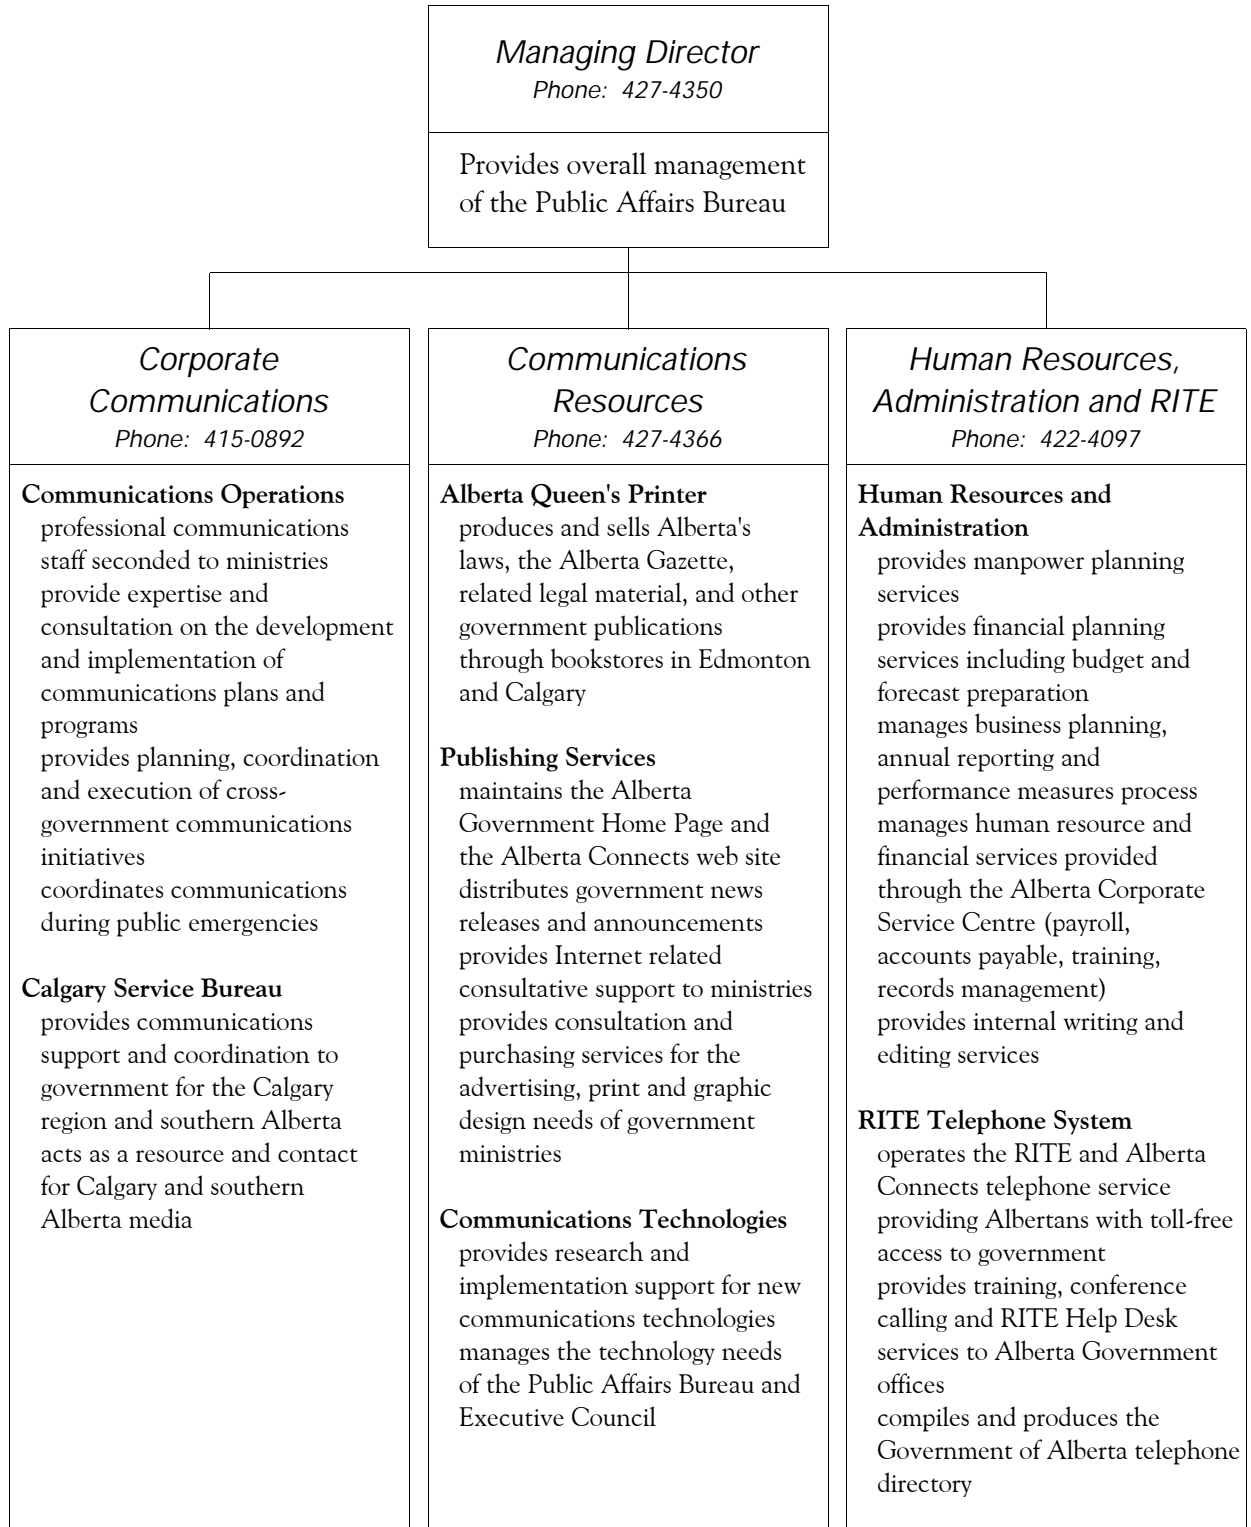 Managing Director
Phone: 427-4350
Provides overall management
of the Public Affairs Bureau
Corporate
Communications
Phone: 415-0892
Communications Operations
professional communications
staff seconded to ministries
provide expertise and
consultation on the development
and implementation of
communications plans and
programs
provides planning, coordination
and execution of cross-
government communications
initiatives
coordinates communications
during public emergencies
Calgary Service Bureau
provides communications
support and coordination to
government for the Calgary
region and southern Alberta
acts as a resource and contact
for Calgary and southern
Alberta media
Communications
Resources
Phone: 427-4366
Alberta Queen's Printer
produces and sells Alberta's
laws, the Alberta Gazette,
related legal material, and other
government publications
through bookstores in Edmonton
and Calgary
Publishing Services
maintains the Alberta
Government Home Page and
the Alberta Connects web site
distributes government news
releases and announcements
provides Internet related
consultative support to ministries
provides consultation and
purchasing services for the
advertising, print and graphic
design needs of government
ministries
Communications Technologies
provides research and
implementation support for new
communications technologies
manages the technology needs
of the Public Affairs Bureau and
Executive Council
Human Resources,
Administration and RITE
Phone: 422-4097
Human Resources and
Administration
provides manpower planning
services
provides financial planning
services including budget and
forecast preparation
manages business planning,
annual reporting and
performance measures process
manages human resource and
financial services provided
through the Alberta Corporate
Service Centre (payroll,
accounts payable, training,
records management)
provides internal writing and
editing services
RITE Telephone System
operates the RITE and Alberta
Connects telephone service
providing Albertans with toll-free
access to government
provides training, conference
calling and RITE Help Desk
services to Alberta Government
offices
compiles and produces the
Government of Alberta telephone
directory